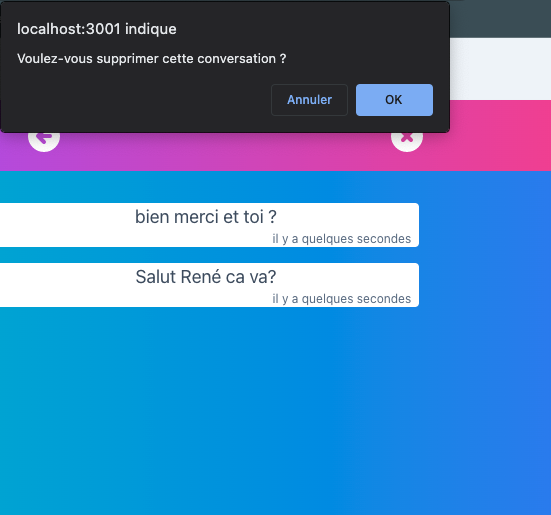 localhost:3001 indique
Voulez-vous supprimer cette conversation ?
Annuler
OK
bien merci et toi ?
il y a quelques secondes
Salut René ca va?
il y a quelques secondes